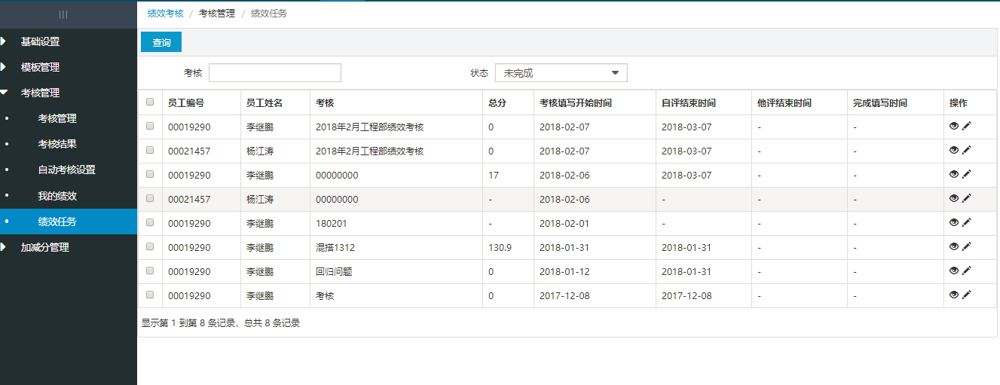 绩效考核 / 考核管理 / 绩效任务
基础设置
模板管理
考核管理
考核管理
考核结果
自动考核设置
我的绩效
绩效任务
加减分管理
查询
考核 状态 未完成
员工编号 员工姓名 考核 总分 考核填写开始时间 自评结束时间 他评结束时间 完成填写时间 操作
00019290 李继鹏 2018年2月工程部绩效考核 0 2018-02-07 2018-03-07 - -
00021457 杨江涛 2018年2月工程部绩效考核 0 2018-02-07 2018-03-07 - -
00019290 李继鹏 00000000 17 2018-02-06 2018-03-07 - -
00021457 杨江涛 00000000 - 2018-02-06 - - -
00019290 李继鹏 180201 - 2018-02-01 - - -
00019290 李继鹏 混搭1312 130.9 2018-01-31 2018-01-31 - -
00019290 李继鹏 回归问题 0 2018-01-12 2018-01-31 - -
00019290 李继鹏 考核 0 2017-12-08 2017-12-08 - -
显示第 1 到第 8 条记录，总共 8 条记录